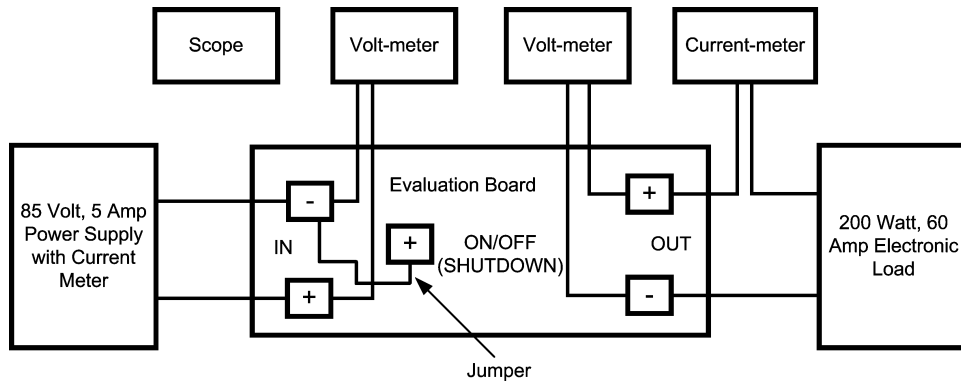 Scope
Volt-meter
Volt-meter
Current-meter
85 Volt, 5 Amp
Power Supply
with Current
Meter
Evaluation Board
-
IN
+
+
ON/OFF
(SHUTDOWN)
+
OUT
-
200 Watt, 60
Amp Electronic
Load
Jumper